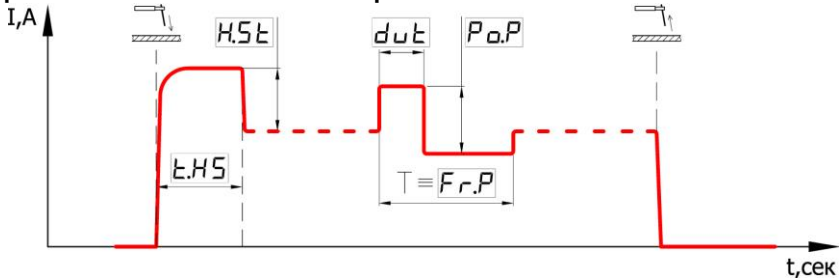 I,A
H.St
dut
Po.P
t.HS
T ≡ Fr.P
t,сек